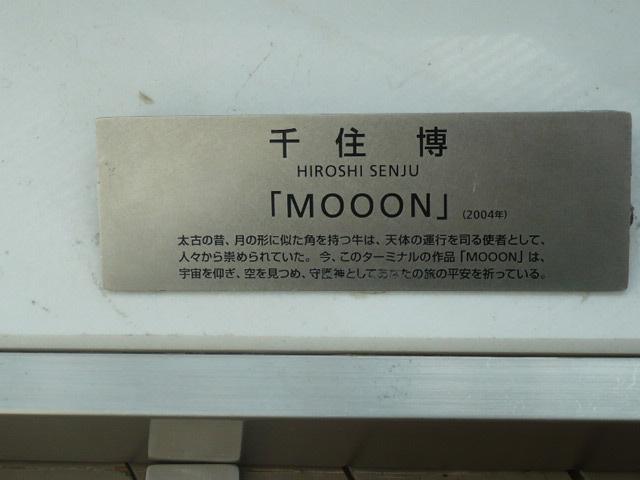 千住 博
HIROSHI SENJU
「MOOON」(2004年)
太古の昔、月の形に似た角を持つ牛は、天体の運行を司る使者として、
人々から崇められていた。今、このターミナルの作品「MOOON」は、
宇宙を仰ぎ、空を見つめ、守護神としてあなたの旅の平安を祈っている。